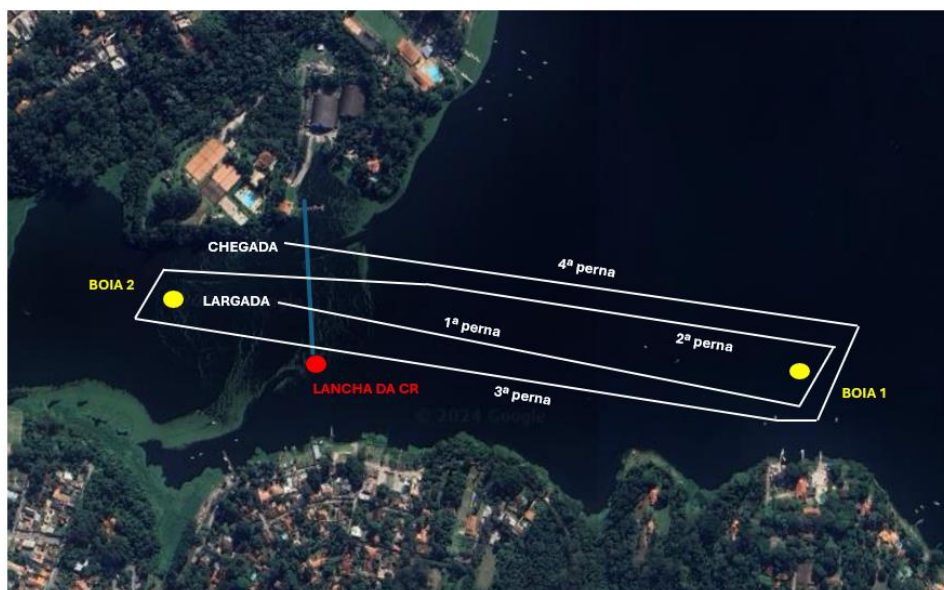 CHEGADA
4ª perna
BOIA 2
LARGADA
1ª perna
2ª perna
LANCHA DA CR
3ª perna
BOIA 1
© 2024 Google